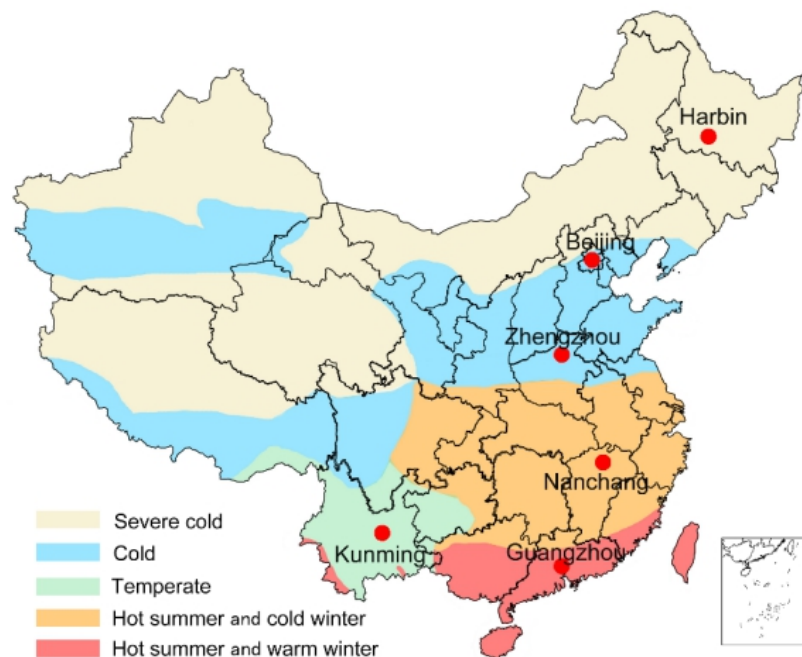 Harbin
Beijing
Zhengzhou
Nanchang
Kunming
Guangzhou
Severe cold
Cold
Temperate
Hot summer and cold winter
Hot summer and warm winter